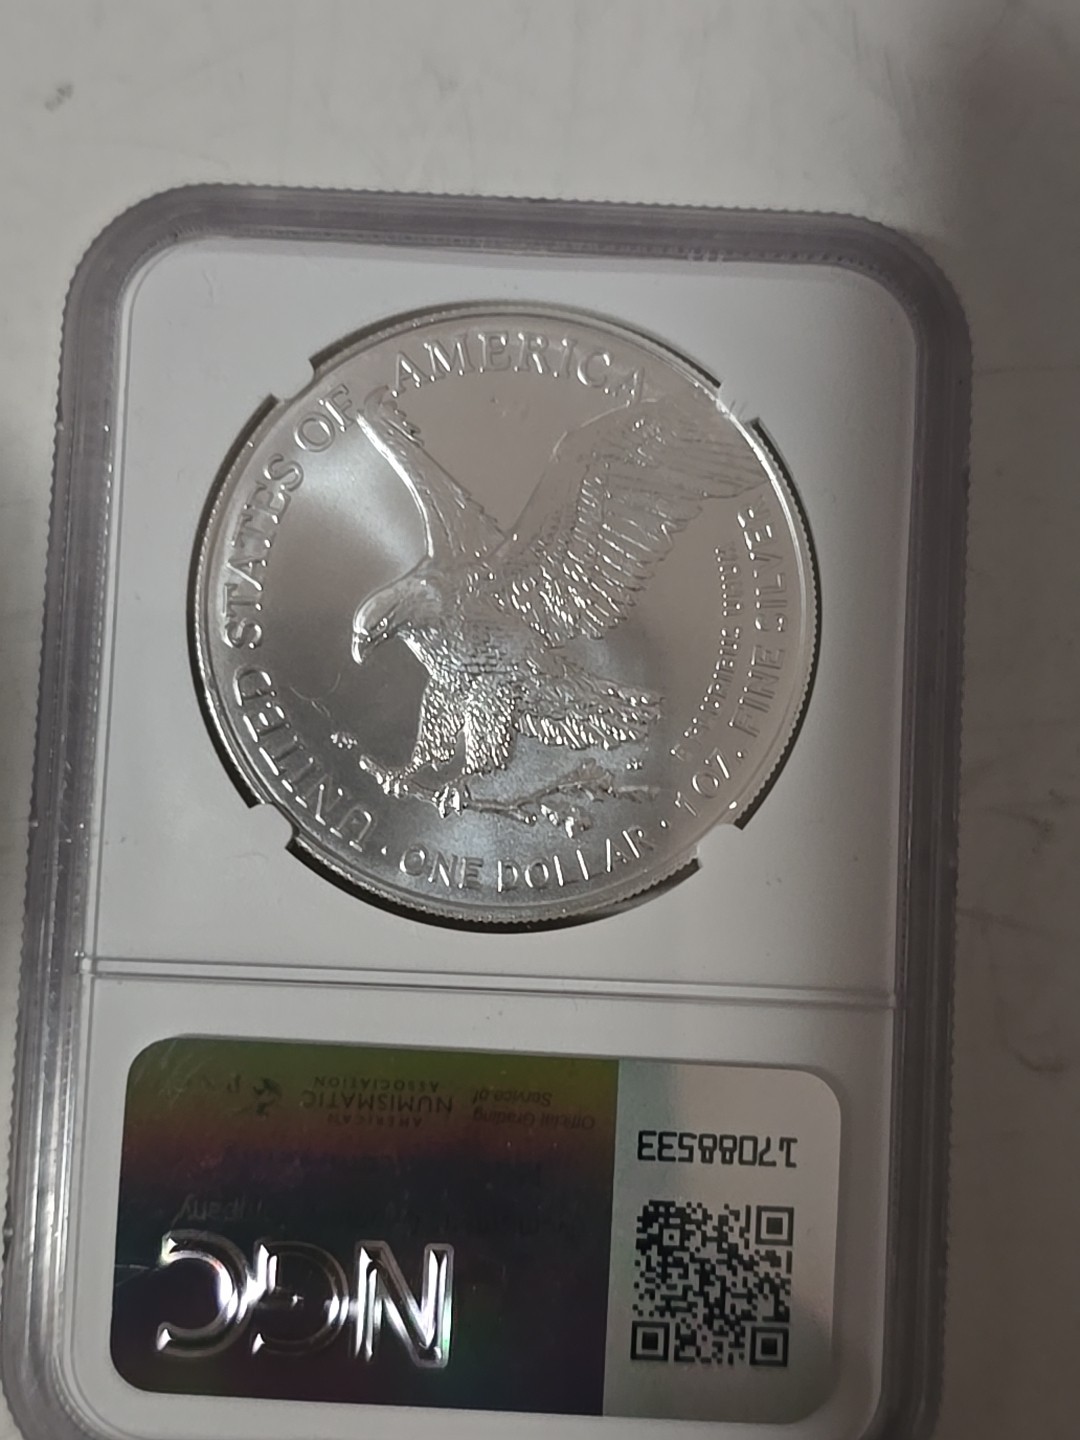 UNITED STATES OF AMERICA
1 OZ. FINE SILVER
E PLURIBUS UNUM
• ONE DOLLAR •
17088533
Official Grading
Service of
AMERICAN
NUMISMATIC
ASSOCIATION
NGC